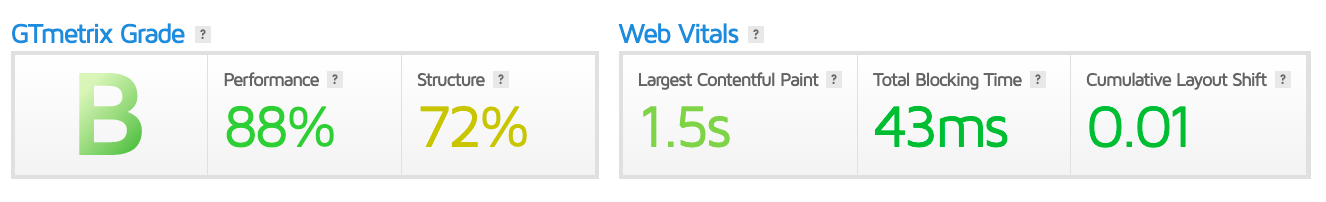 GTmetrix Grade ?
Web Vitals ?
B
Performance ?
88%
Structure ?
72%
Largest Contentful Paint ?
1.5s
Total Blocking Time ?
43ms
Cumulative Layout Shift ?
0.01